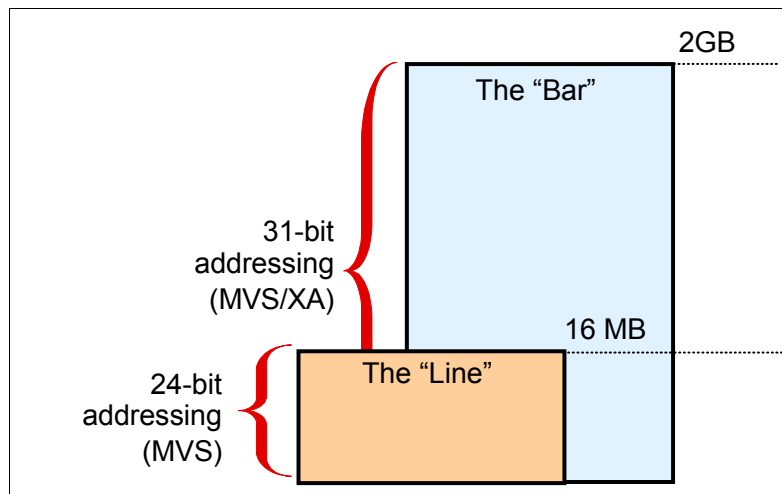 2GB
The “Bar”
31-bit
addressing
(MVS/XA)
16 MB
The “Line”
24-bit
addressing
(MVS)